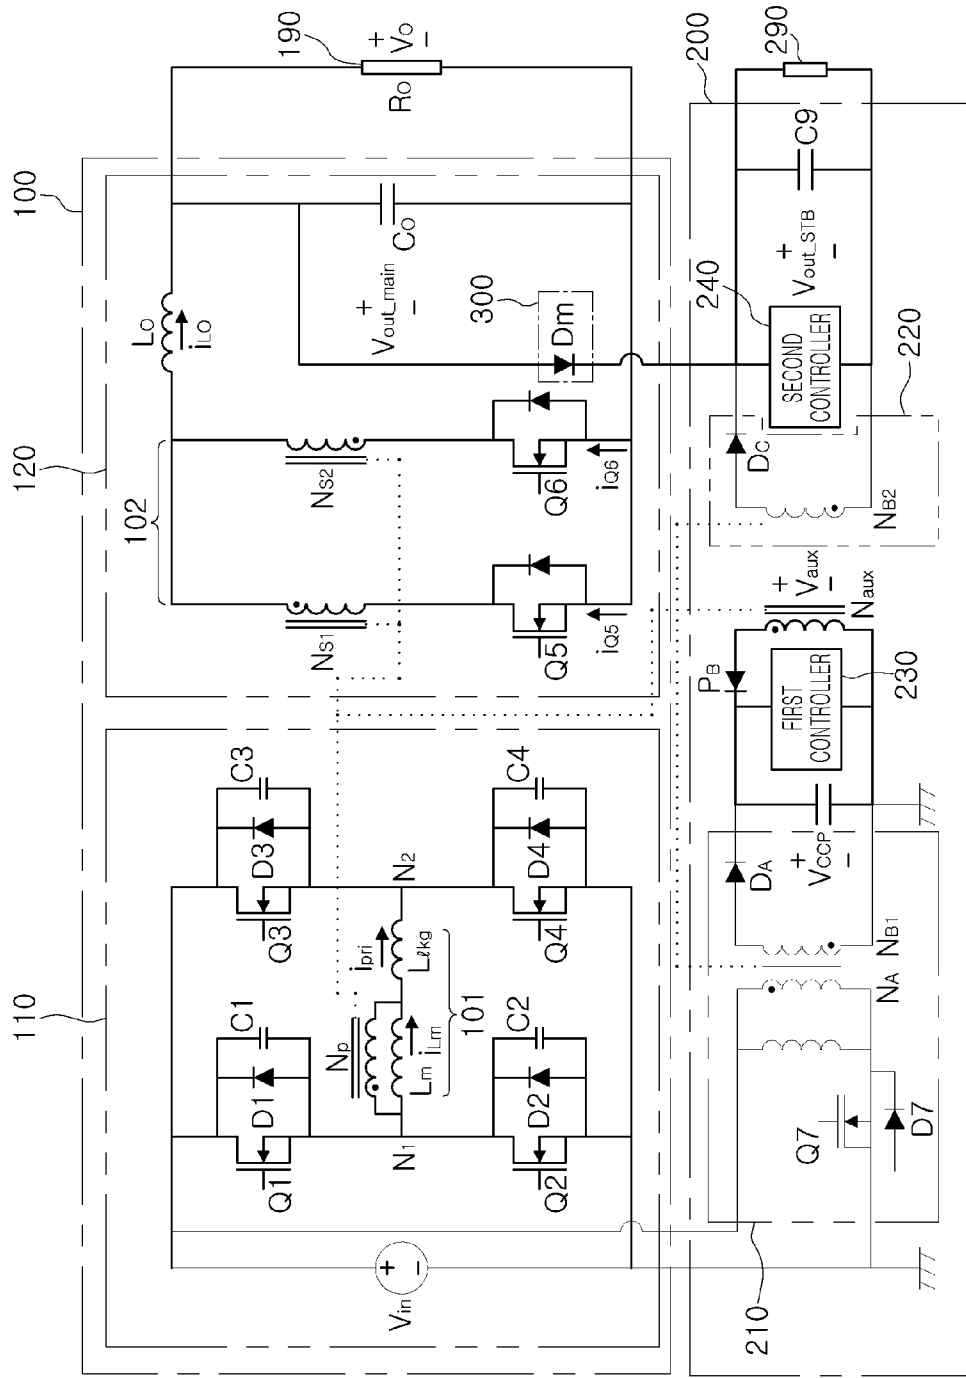 100
110
120
102
190
Vin
+
−
Q1
D1
C1
Q2
D2
C2
Q3
D3
C3
Q4
D4
C4
N1
N2
Np
Lm
iLm
ipri
Lℓkg
101
NS1
NS2
Q5
iQ5
Q6
iQ6
LO
iLO
Vout_main
+
−
CO
RO
+
VO
−
300
Dm
200
210
Q7
D7
NA
NB1
DA
+
VCCP
−
FIRST
CONTROLLER
230
PB
+
Vaux
−
Naux
NB2
DC
220
SECOND
CONTROLLER
240
+
Vout_STB
−
C9
290